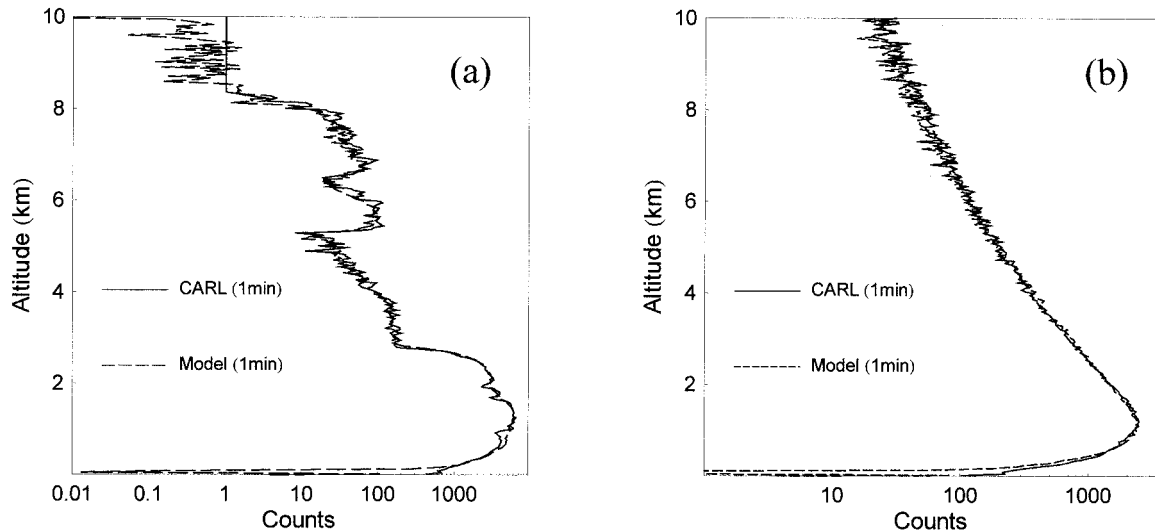 10
8
6
4
2
Altitude (km)
(a)
CARL (1min)
Model (1min)
0.01 0.1 1 10 100 1000
Counts
10
8
6
4
2
Altitude (km)
(b)
CARL (1min)
Model (1min)
10 100 1000
Counts